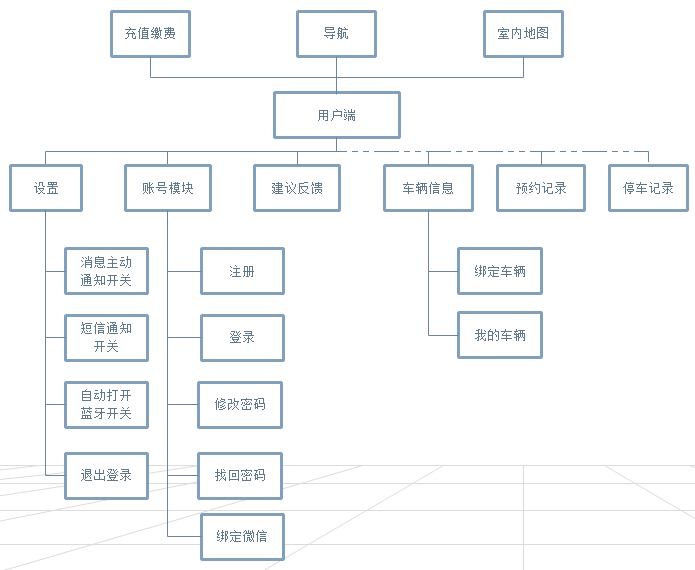 充值缴费
导航
室内地图
用户端
设置
账号模块
建议反馈
车辆信息
预约记录
停车记录
消息主动
通知开关
注册
绑定车辆
短信通知
开关
登录
我的车辆
自动打开
蓝牙开关
修改密码
退出登录
找回密码
绑定微信